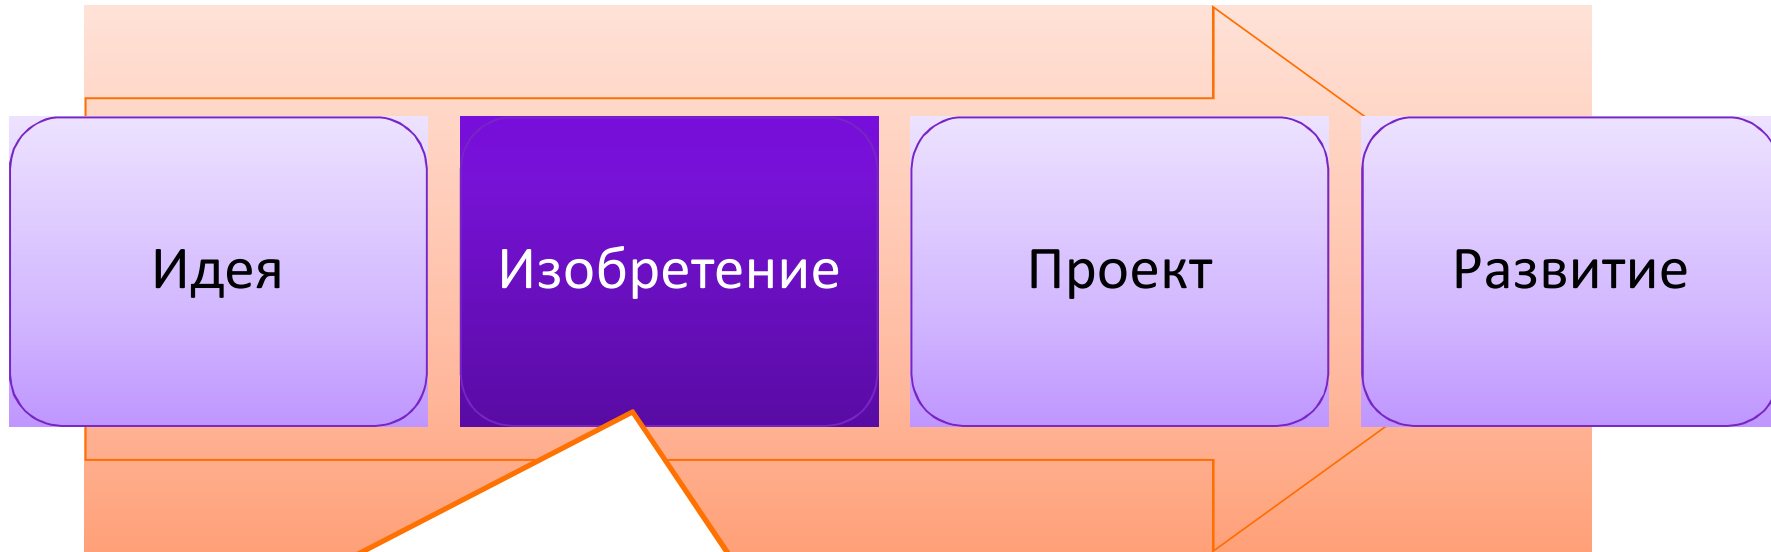 Идея
Изобретение
Проект
Развитие